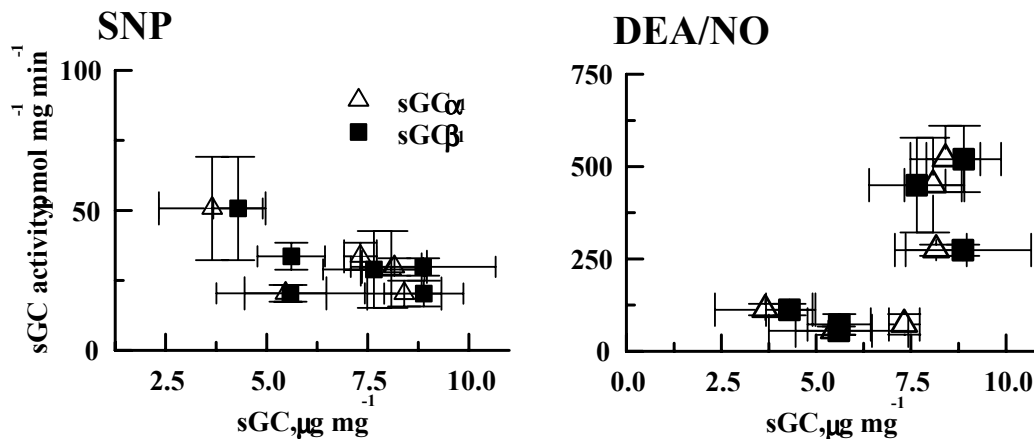 SNP
sGC activity pmol mg⁻¹ min⁻¹
100
50
0
2.5 5.0 7.5 10.0
sGC, μg mg⁻¹
sGCα1
sGCβ1
DEA/NO
750
500
250
0
0.0 2.5 5.0 7.5 10.0
sGC, μg mg⁻¹